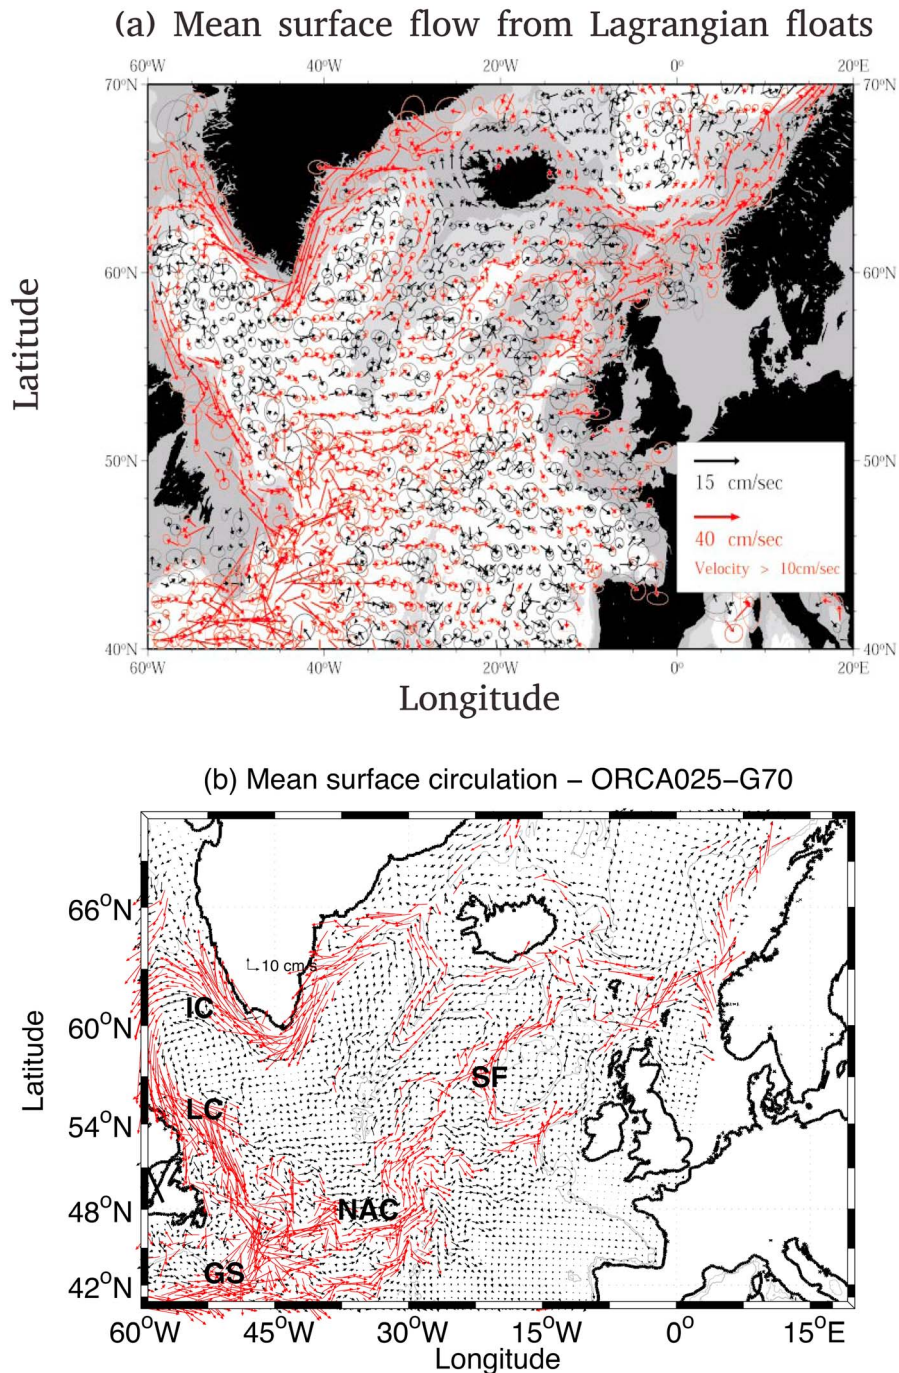 (a) Mean surface flow from Lagrangian floats
60°W 40°W 20°W 0° 20°E
70°N 70°N
60°N 60°N
Latitude
50°N 50°N
15 cm/sec
40 cm/sec
Velocity > 10cm/sec
40°N 40°N
60°W 40°W 20°W 0° 20°E
Longitude
(b) Mean surface circulation – ORCA025–G70
66°N
10 cm/s
IC
60°N
Latitude
SF
LC
54°N
NAC
48°N
GS
42°N
60°W 45°W 30°W 15°W 0° 15°E
Longitude